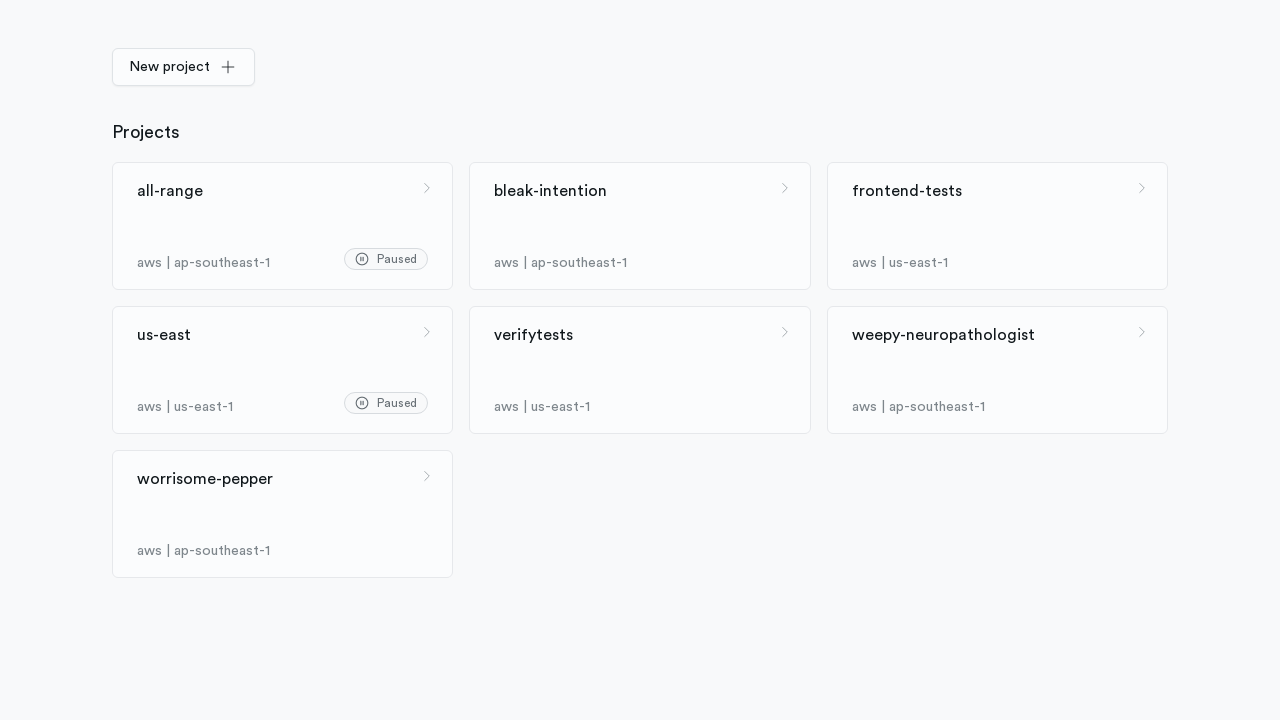 New project
Projects
all-range
aws | ap-southeast-1
Paused
bleak-intention
aws | ap-southeast-1
frontend-tests
aws | us-east-1
us-east
aws | us-east-1
Paused
verifytests
aws | us-east-1
weepy-neuropathologist
aws | ap-southeast-1
worrisome-pepper
aws | ap-southeast-1